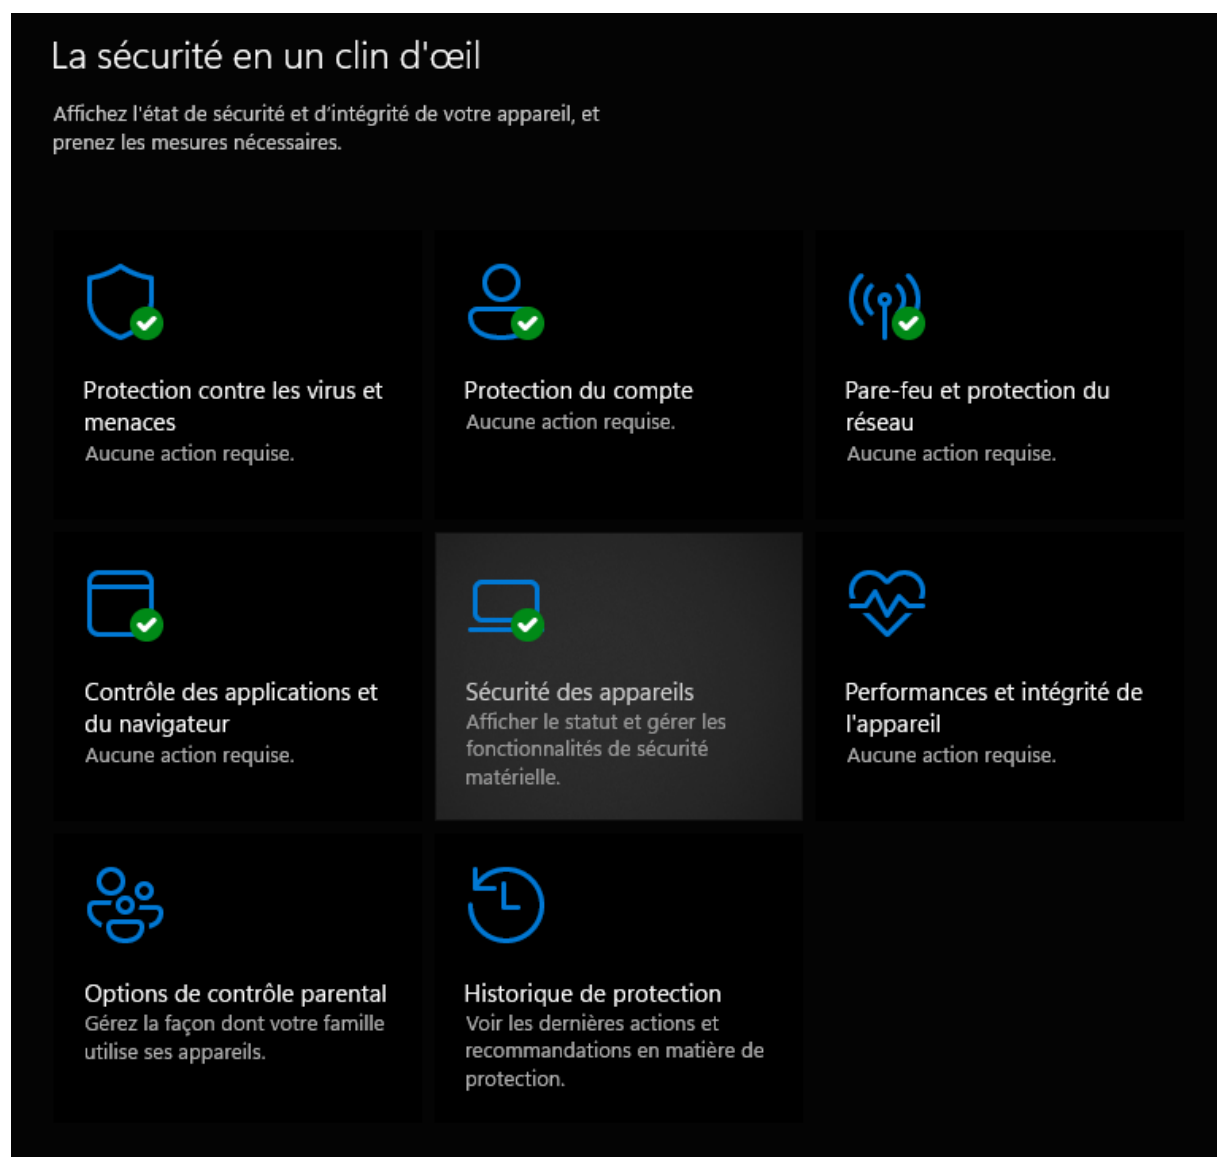 La sécurité en un clin d'œil
Affichez l'état de sécurité et d'intégrité de votre appareil, et
prenez les mesures nécessaires.
Protection contre les virus et
menaces
Aucune action requise.
Protection du compte
Aucune action requise.
Pare-feu et protection du
réseau
Aucune action requise.
Contrôle des applications et
du navigateur
Aucune action requise.
Sécurité des appareils
Afficher le statut et gérer les
fonctionnalités de sécurité
matérielle.
Performances et intégrité de
l'appareil
Aucune action requise.
Options de contrôle parental
Gérez la façon dont votre famille
utilise ses appareils.
Historique de protection
Voir les dernières actions et
recommandations en matière de
protection.